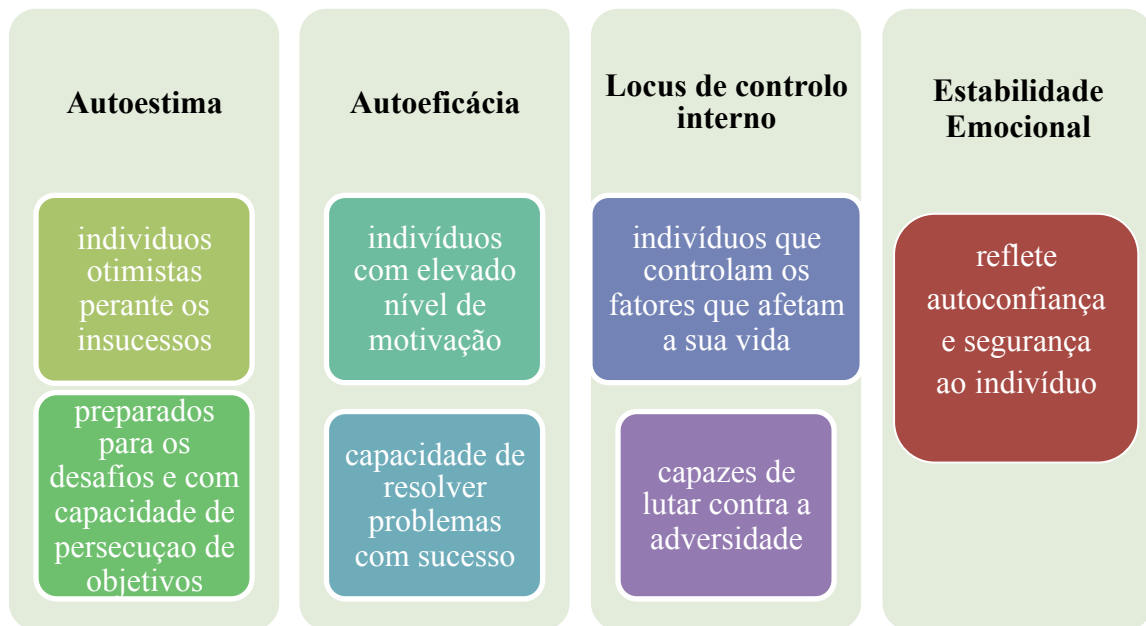 Autoestima
individuos
otimistas
perante os
insucessos
preparados
para os
desafios e com
capacidade de
persecuçao de
objetivos
Autoeficácia
indivíduos
com elevado
nível de
motivação
capacidade de
resolver
problemas
com sucesso
Locus de controlo
interno
indivíduos que
controlam os
fatores que afetam
a sua vida
capazes de
lutar contra a
adversidade
Estabilidade
Emocional
reflete
autoconfiança
e segurança
ao indivíduo